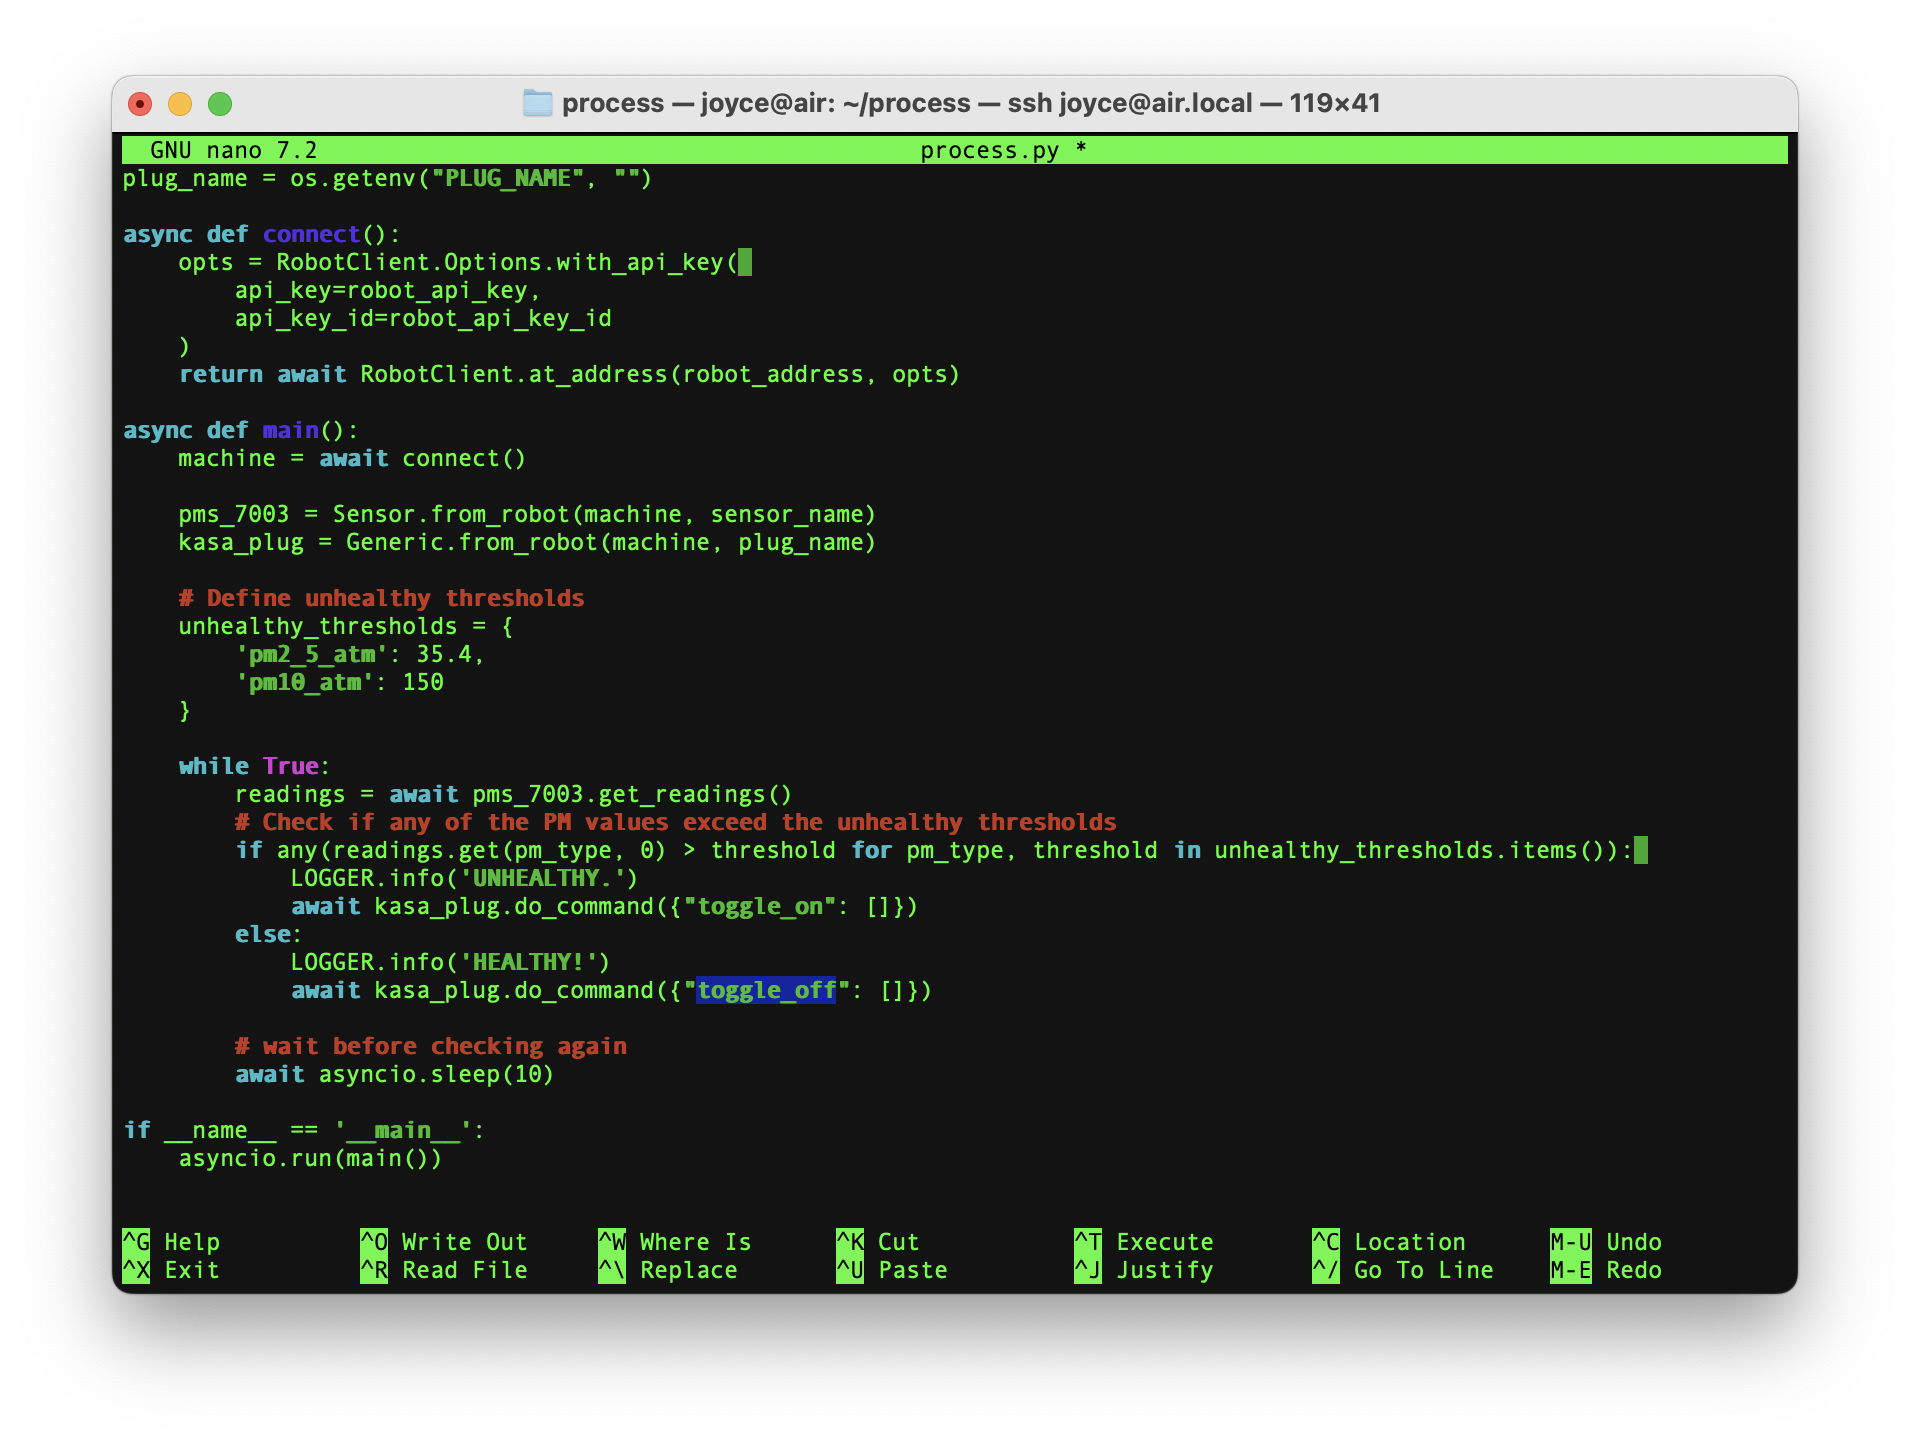 process — joyce@air: ~/process — ssh joyce@air.local — 119×41
GNU nano 7.2 process.py *
plug_name = os.getenv("PLUG_NAME", "")
async def connect():
    opts = RobotClient.Options.with_api_key(
        api_key=robot_api_key,
        api_key_id=robot_api_key_id
    )
    return await RobotClient.at_address(robot_address, opts)
async def main():
    machine = await connect()
    pms_7003 = Sensor.from_robot(machine, sensor_name)
    kasa_plug = Generic.from_robot(machine, plug_name)
    # Define unhealthy thresholds
    unhealthy_thresholds = {
        'pm2_5_atm': 35.4,
        'pm10_atm': 150
    }
    while True:
        readings = await pms_7003.get_readings()
        # Check if any of the PM values exceed the unhealthy thresholds
        if any(readings.get(pm_type, 0) > threshold for pm_type, threshold in unhealthy_thresholds.items()):
            LOGGER.info('UNHEALTHY.')
            await kasa_plug.do_command({"toggle_on": []})
        else:
            LOGGER.info('HEALTHY!')
            await kasa_plug.do_command({"toggle_off": []})
        # wait before checking again
        await asyncio.sleep(10)
if __name__ == '__main__':
    asyncio.run(main())
^G Help ^O Write Out ^W Where Is ^K Cut ^T Execute ^C Location M-U Undo
^X Exit ^R Read File ^\ Replace ^U Paste ^J Justify ^/ Go To Line M-E Redo